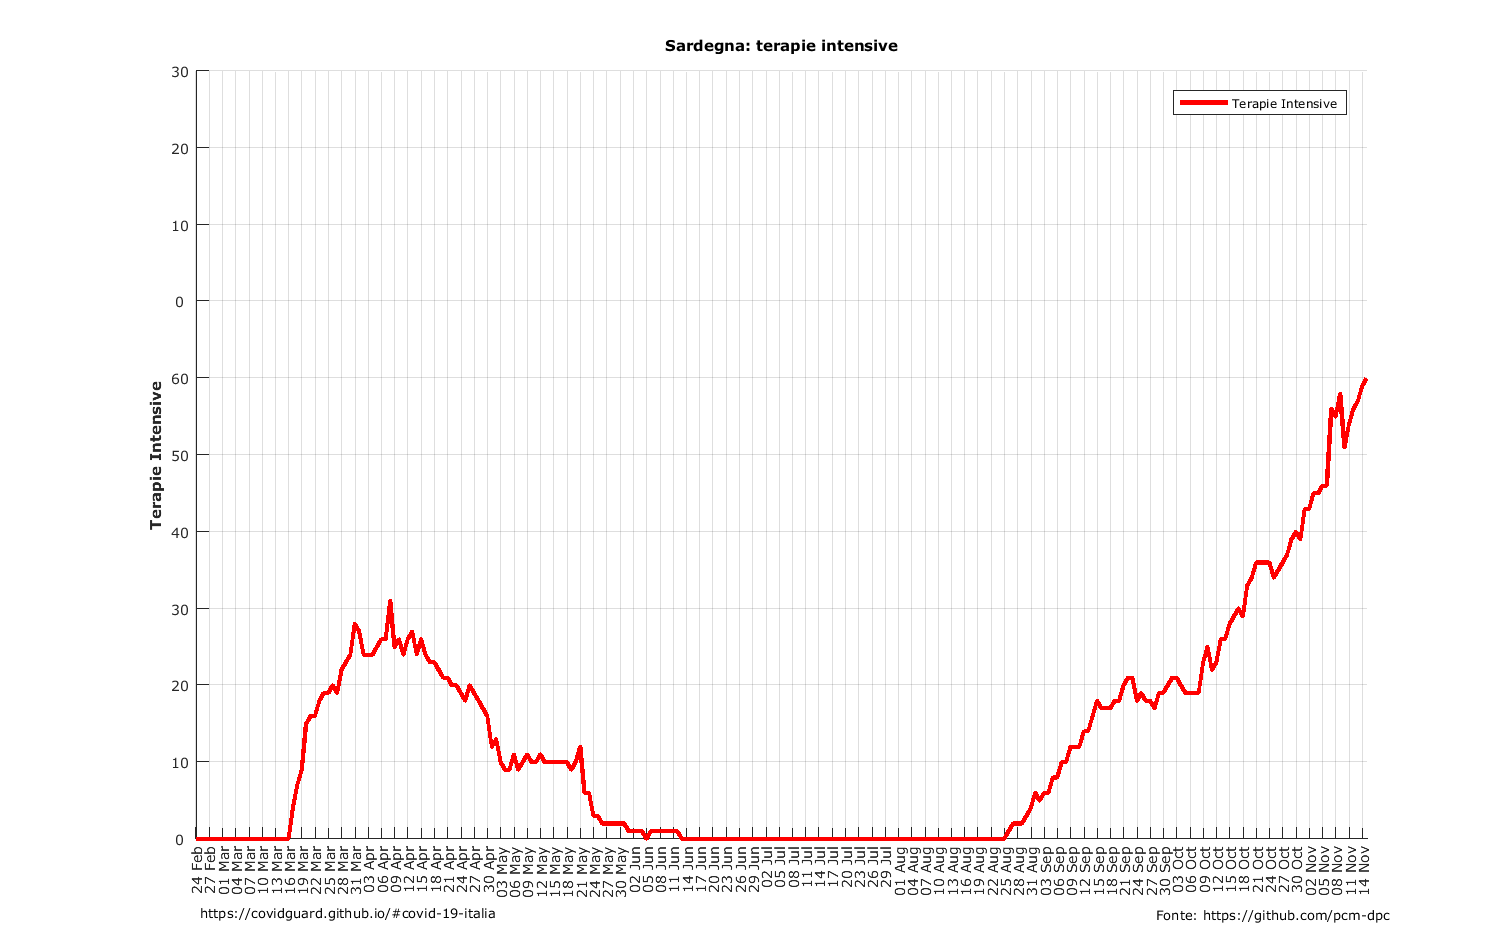 Sardegna: terapie intensive
30
20
10
0
60
50
40
30
20
10
0
Terapie Intensive
Terapie Intensive
24 Feb
27 Feb
01 Mar
04 Mar
07 Mar
10 Mar
13 Mar
16 Mar
19 Mar
22 Mar
25 Mar
28 Mar
31 Mar
03 Apr
06 Apr
09 Apr
12 Apr
15 Apr
18 Apr
21 Apr
24 Apr
27 Apr
30 Apr
03 May
06 May
09 May
12 May
15 May
18 May
21 May
24 May
27 May
30 May
02 Jun
05 Jun
08 Jun
11 Jun
14 Jun
17 Jun
20 Jun
23 Jun
26 Jun
29 Jun
02 Jul
05 Jul
08 Jul
11 Jul
14 Jul
17 Jul
20 Jul
23 Jul
26 Jul
29 Jul
01 Aug
04 Aug
07 Aug
10 Aug
13 Aug
16 Aug
19 Aug
22 Aug
25 Aug
28 Aug
31 Aug
03 Sep
06 Sep
09 Sep
12 Sep
15 Sep
18 Sep
21 Sep
24 Sep
27 Sep
30 Sep
03 Oct
06 Oct
09 Oct
12 Oct
15 Oct
18 Oct
21 Oct
24 Oct
27 Oct
30 Oct
02 Nov
05 Nov
08 Nov
11 Nov
14 Nov
https://covidguard.github.io/#covid-19-italia
Fonte: https://github.com/pcm-dpc